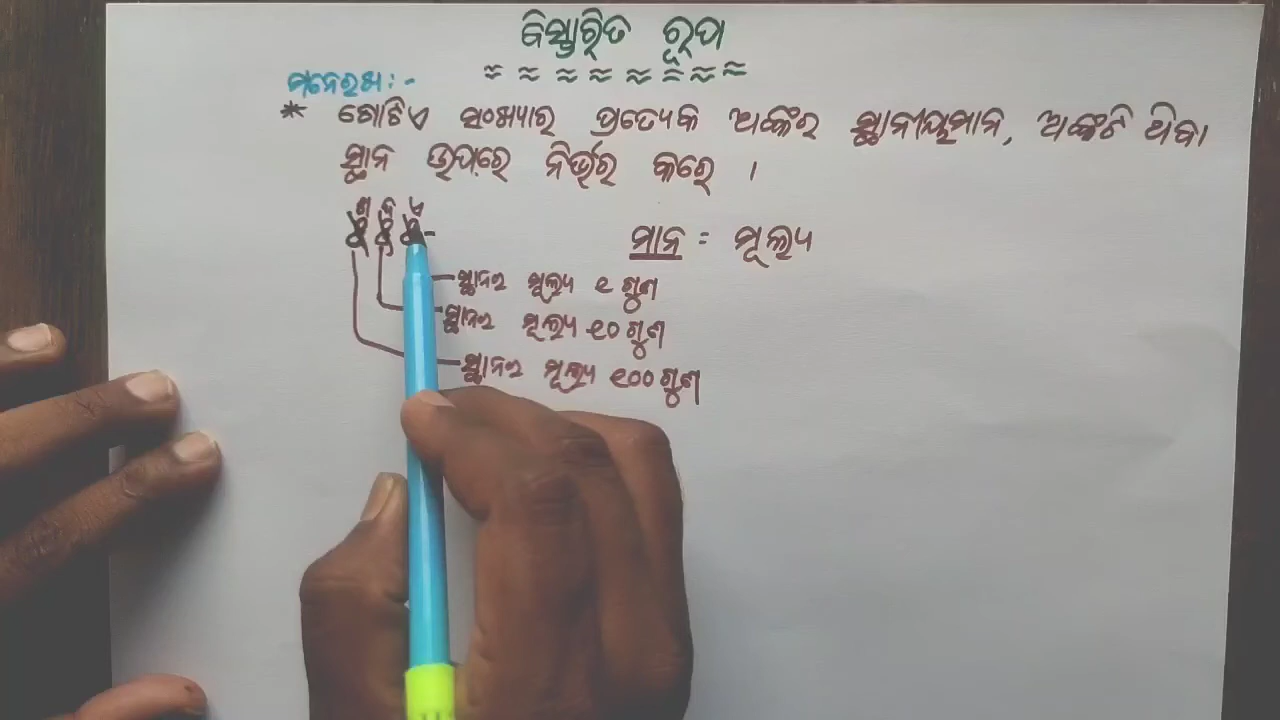 ବିସ୍ତାରିତ ରୂପ
ମନେରଖ:-
* ଗୋଟିଏ ସଂଖ୍ୟାର ପ୍ରତ୍ୟେକ ଅଙ୍କର ସ୍ଥାନୀୟମାନ, ଅଙ୍କଟି ଥିବା
ସ୍ଥାନ ଉପରେ ନିର୍ଭର କରେ ।
ଶ ଦ ଏ
ମାନ = ମୂଲ୍ୟ
ସ୍ଥାନର ମୂଲ୍ୟ ୧ ଗୁଣ
ସ୍ଥାନର ମୂଲ୍ୟ ୧୦ ଗୁଣ
ସ୍ଥାନର ମୂଲ୍ୟ ୧୦୦ ଗୁଣ